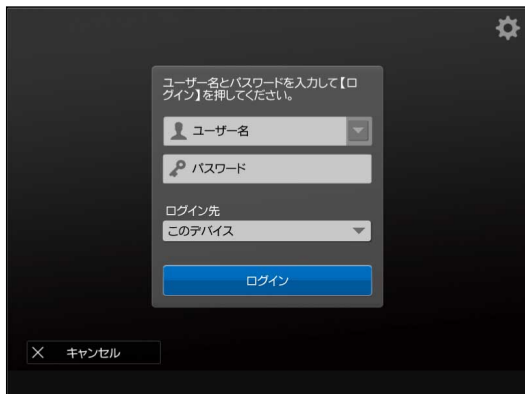 ユーザー名とパスワードを入力して【ロ
グイン】を押してください。
ユーザー名
パスワード
ログイン先
このデバイス
ログイン
キャンセル